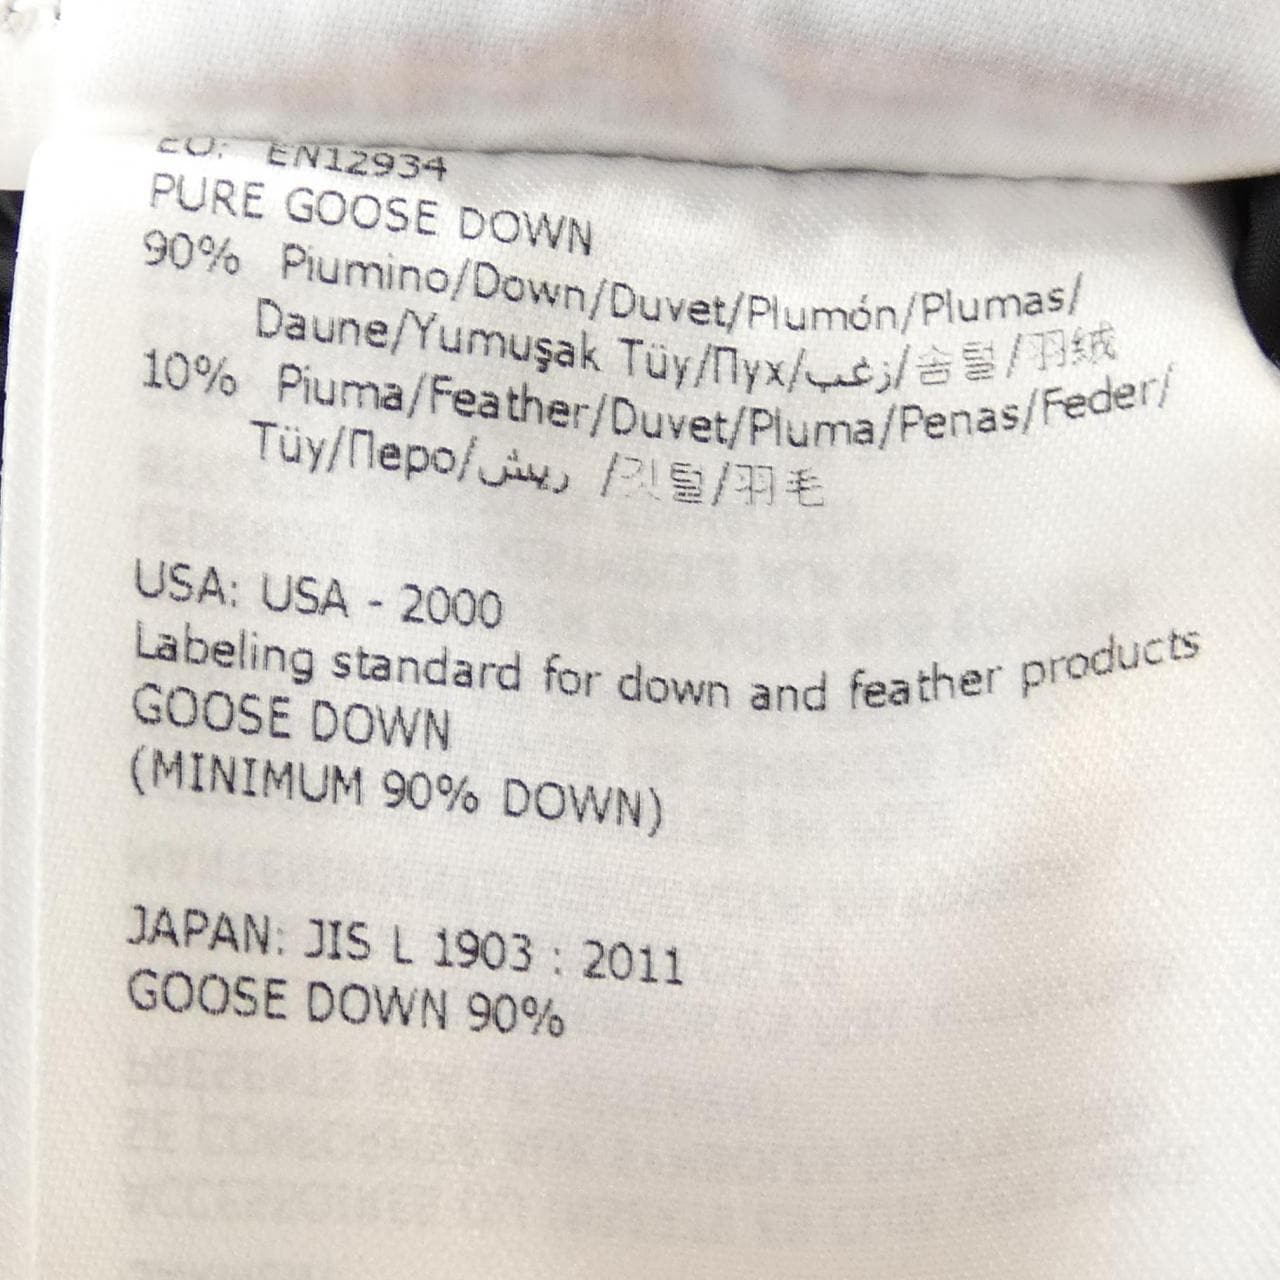 EU: EN12934
PURE GOOSE DOWN
90% Piumino/Down/Duvet/Plumón/Plumas/
Daune/Yumuşak Tüy/Пух/زغب/솜털/羽絨
10% Piuma/Feather/Duvet/Pluma/Penas/Feder/
Tüy/Перо/ريش /깃털/羽毛
USA: USA - 2000
Labeling standard for down and feather products
GOOSE DOWN
(MINIMUM 90% DOWN)
JAPAN: JIS L 1903 : 2011
GOOSE DOWN 90%